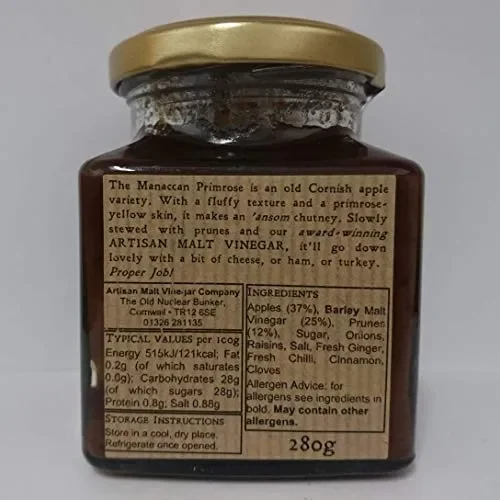 The Manaccan Primrose is an old Cornish apple
variety. With a fluffy texture and a primrose-
yellow skin, it makes an 'ansom chutney. Slowly
stewed with prunes and our award-winning
ARTISAN MALT VINEGAR, it'll go down
lovely with a bit of cheese, or ham, or turkey.
Proper Job!
Artisan Malt Vinegar Company
The Old Nuclear Bunker,
Cornwall • TR12 6SE
01326 281135
TYPICAL VALUES PER 100G
Energy 515kJ/121kcal; Fat
0.2g (of which saturates
0.0g); Carbohydrates 28g
(of which sugars 28g);
Protein 0.8g; Salt 0.88g
STORAGE INSTRUCTIONS
Store in a cool, dry place.
Refrigerate once opened.
INGREDIENTS
Apples (37%), Barley Malt
Vinegar (25%), Prunes
(12%), Sugar, Onions,
Raisins, Salt, Fresh Ginger,
Fresh Chilli, Cinnamon,
Cloves
Allergen Advice: for
allergens see ingredients in
bold. May contain other
allergens.
280g